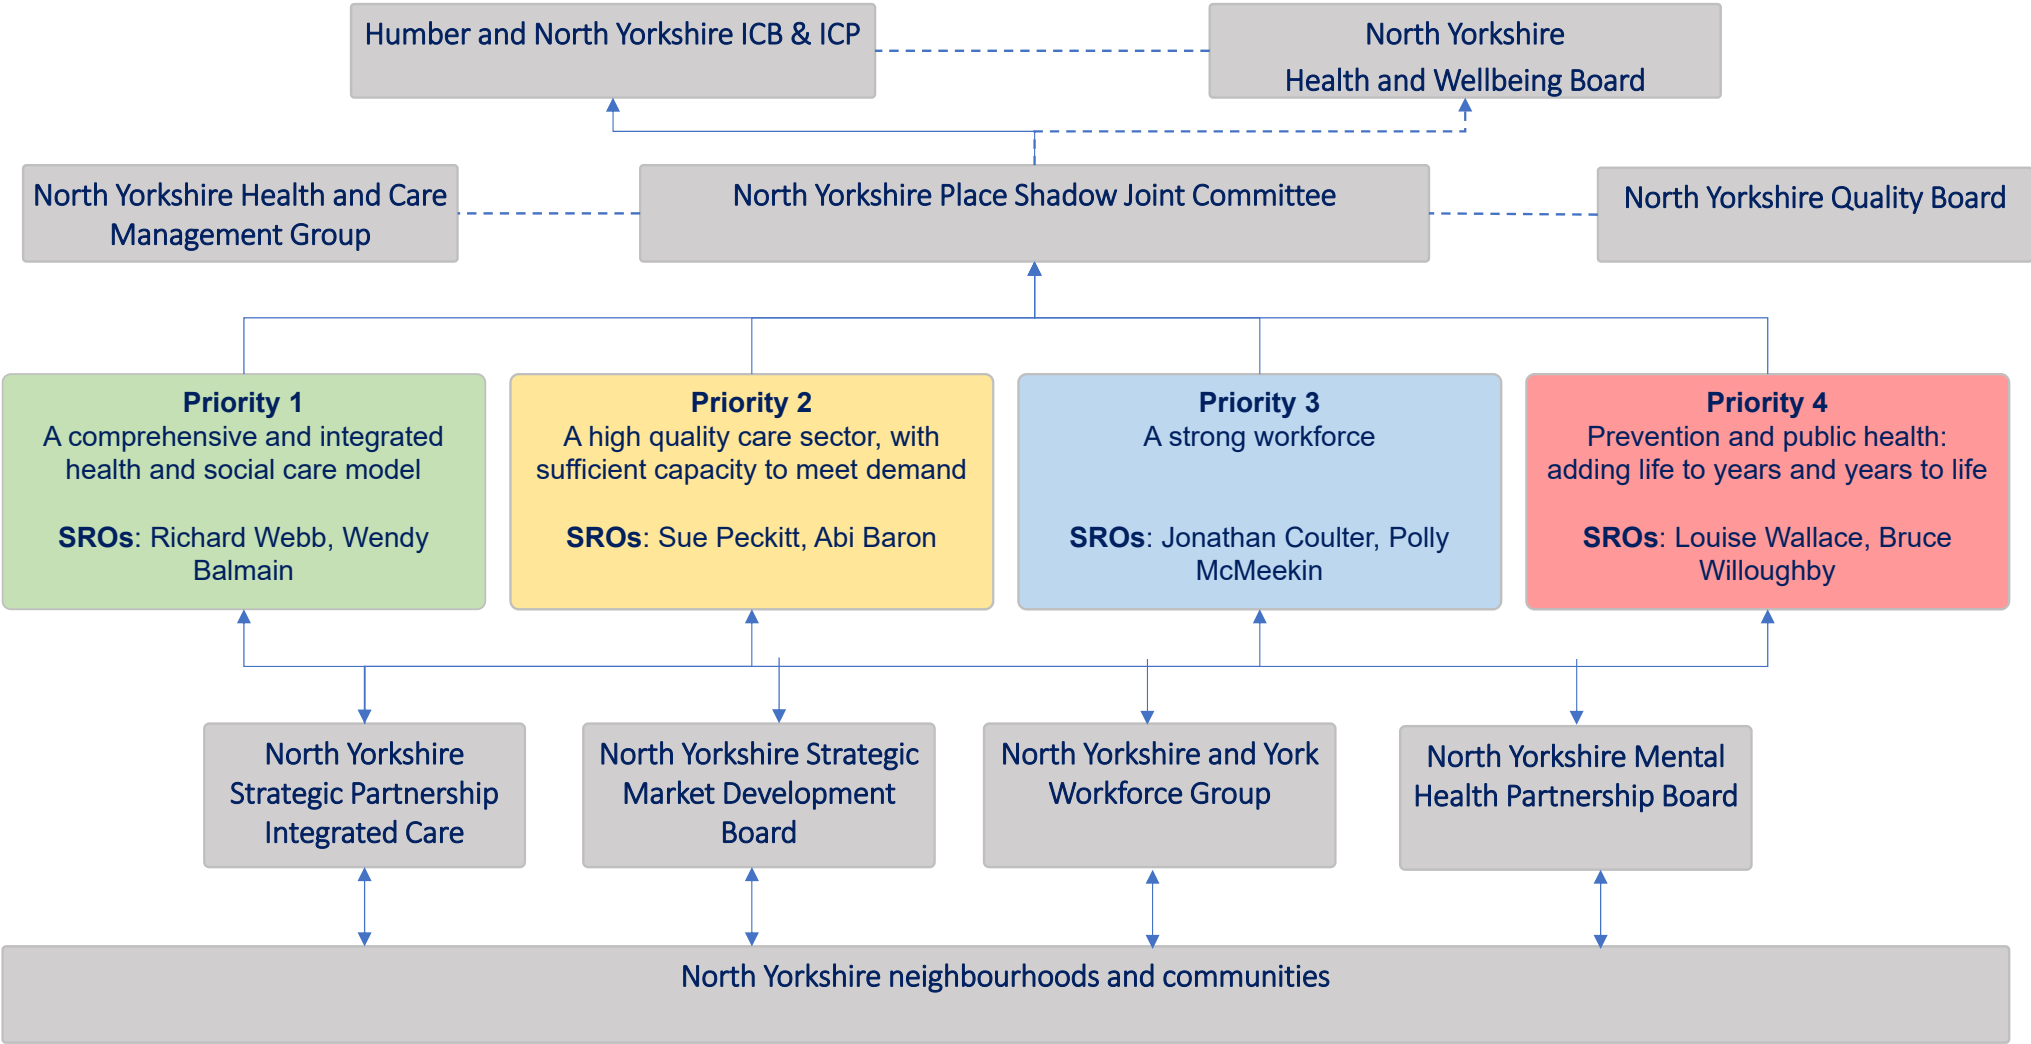 Humber and North Yorkshire ICB & ICP
North Yorkshire
Health and Wellbeing Board
North Yorkshire Health and Care
Management Group
North Yorkshire Place Shadow Joint Committee
North Yorkshire Quality Board
Priority 1
A comprehensive and integrated
health and social care model
SROs: Richard Webb, Wendy
Balmain
Priority 2
A high quality care sector, with
sufficient capacity to meet demand
SROs: Sue Peckitt, Abi Baron
Priority 3
A strong workforce
SROs: Jonathan Coulter, Polly
McMeekin
Priority 4
Prevention and public health:
adding life to years and years to life
SROs: Louise Wallace, Bruce
Willoughby
North Yorkshire
Strategic Partnership
Integrated Care
North Yorkshire Strategic
Market Development
Board
North Yorkshire and York
Workforce Group
North Yorkshire Mental
Health Partnership Board
North Yorkshire neighbourhoods and communities